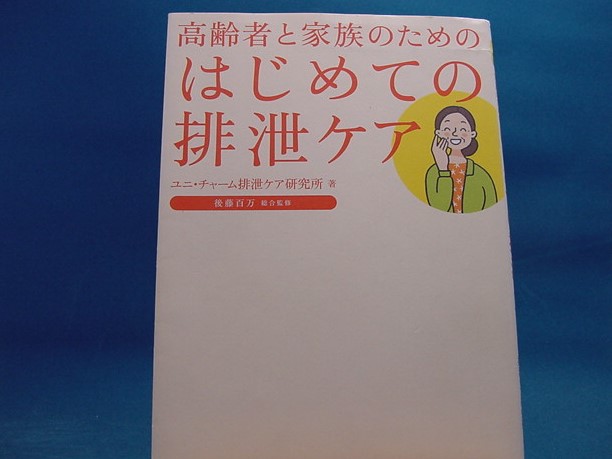 高齢者と家族のための
はじめての
排泄ケア
ユニ・チャーム排泄ケア研究所 著
後藤百万 総合監修